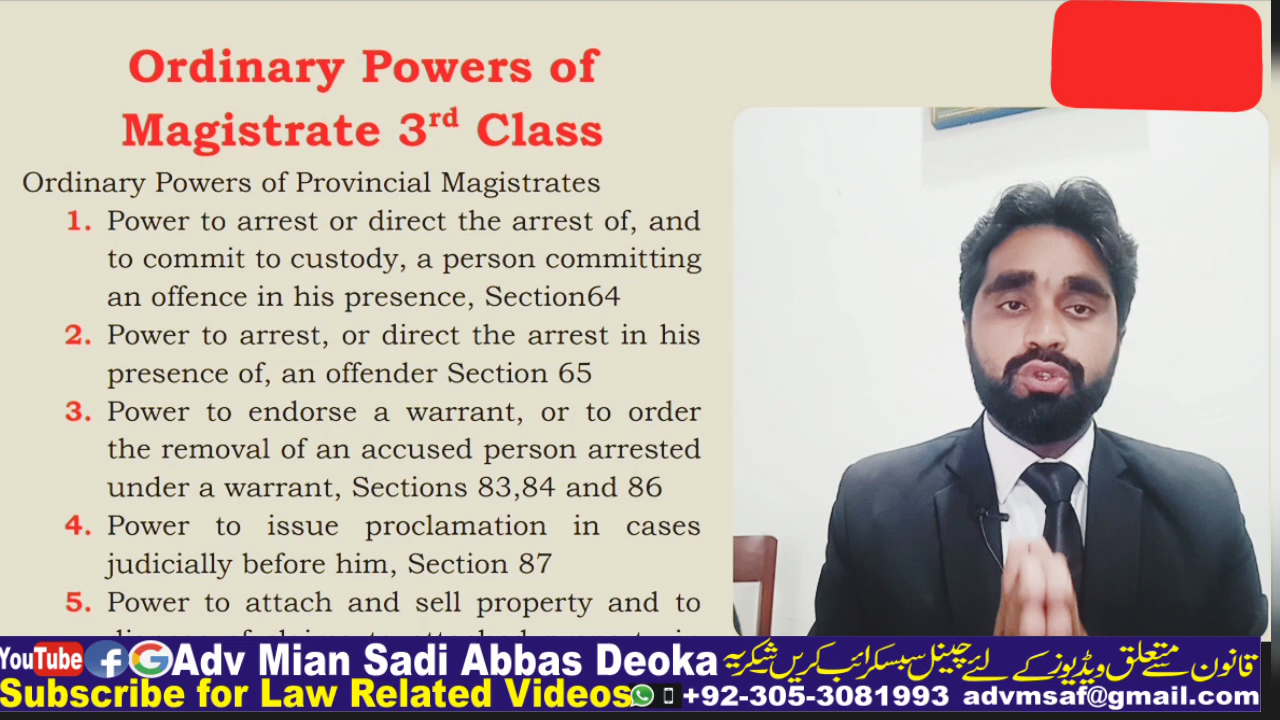 Ordinary Powers of
Magistrate 3rd Class
Ordinary Powers of Provincial Magistrates
1. Power to arrest or direct the arrest of, and
to commit to custody, a person committing
an offence in his presence, Section64
2. Power to arrest, or direct the arrest in his
presence of, an offender Section 65
3. Power to endorse a warrant, or to order
the removal of an accused person arrested
under a warrant, Sections 83,84 and 86
4. Power to issue proclamation in cases
judicially before him, Section 87
5. Power to attach and sell property and to
YouTube f G Adv Mian Sadi Abbas Deoka
قانون سے متعلق ویڈیوز کے لئے چینل سبسکرائب کریں شکریہ
Subscribe for Law Related Videos +92-305-3081993 advmsaf@gmail.com